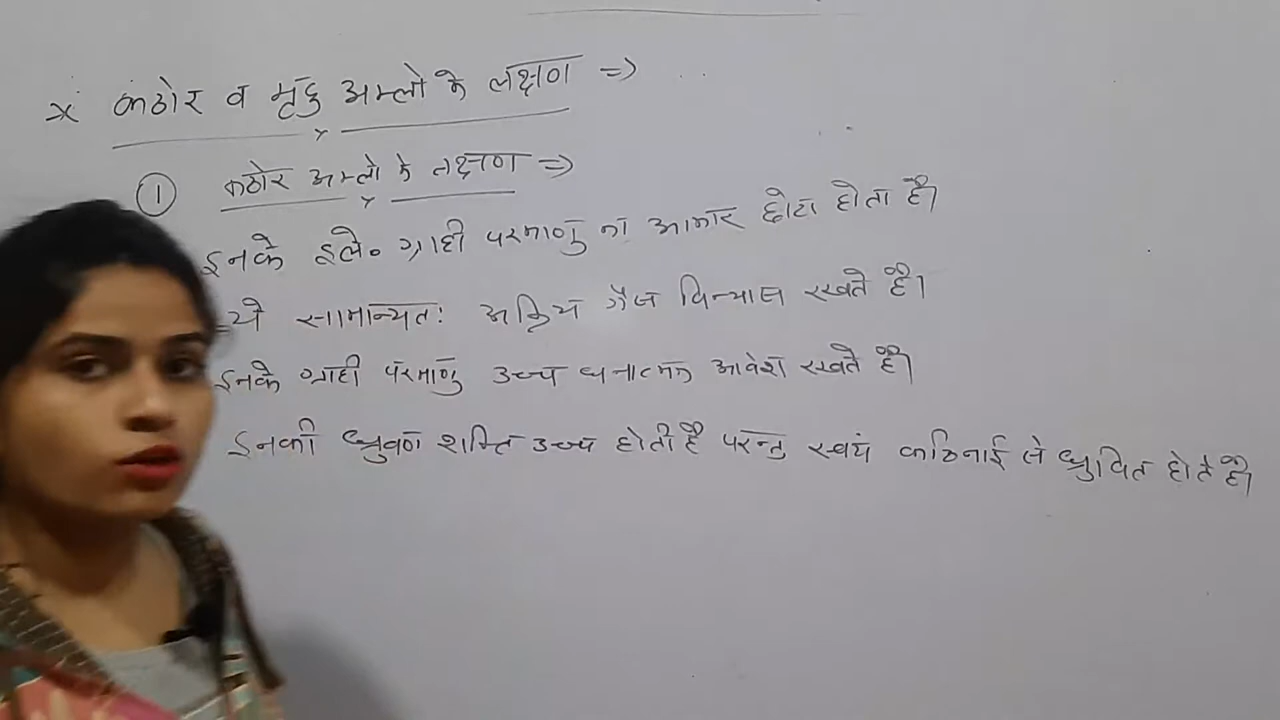 × कठोर व मृदु अम्लो के लक्षण ⇒
① कठोर अम्लो के लक्षण ⇒
इनके इले० ग्राही परमाणु का आकार छोटा होता है।
ये सामान्यतः अक्रिय गैस विन्यास रखते है।
इनके ग्राही परमाणु उच्च धनात्मक आवेश रखते है।
इनकी ध्रुवण शक्ति उच्च होती है परन्तु स्वयं कठिनाई से ध्रुवित होते है।